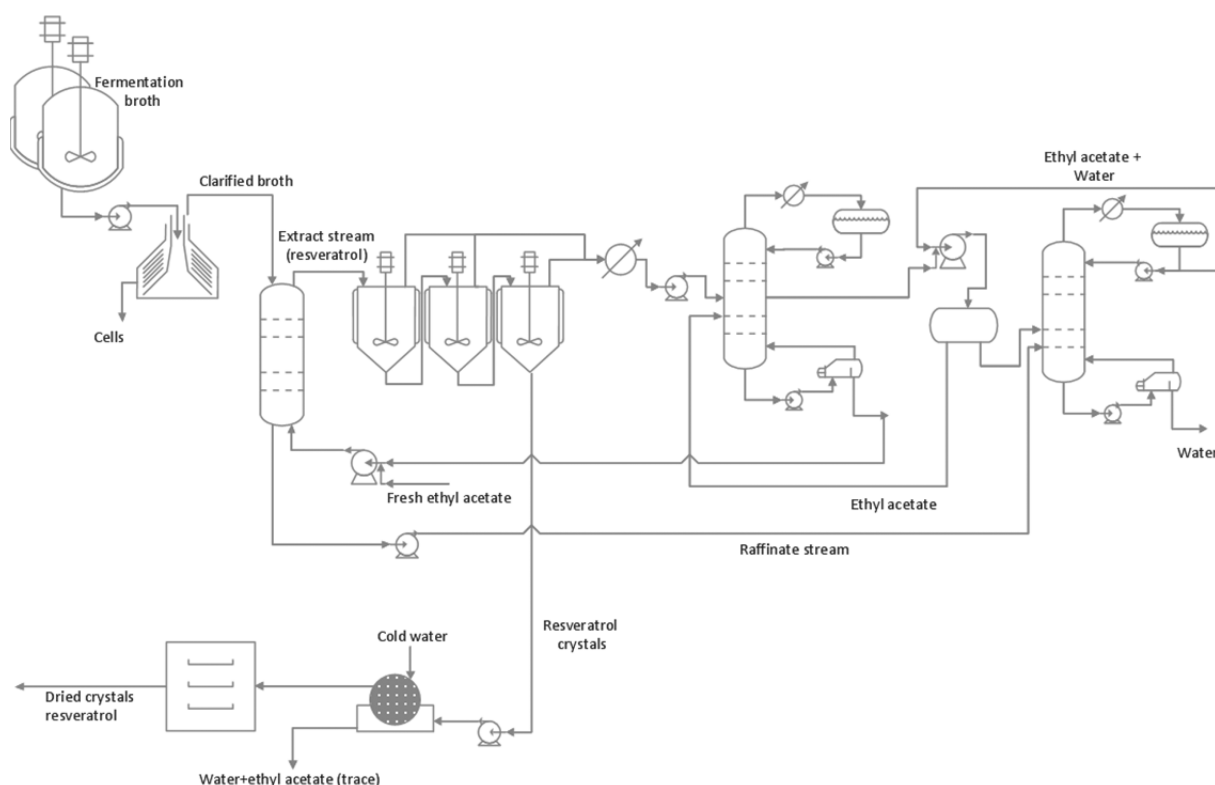 Fermentation
broth
Clarified broth
Cells
Extract stream
(resveratrol)
Ethyl acetate +
Water
Water
Fresh ethyl acetate
Ethyl acetate
Raffinate stream
Resveratrol
crystals
Cold water
Dried crystals
resveratrol
Water+ethyl acetate (trace)